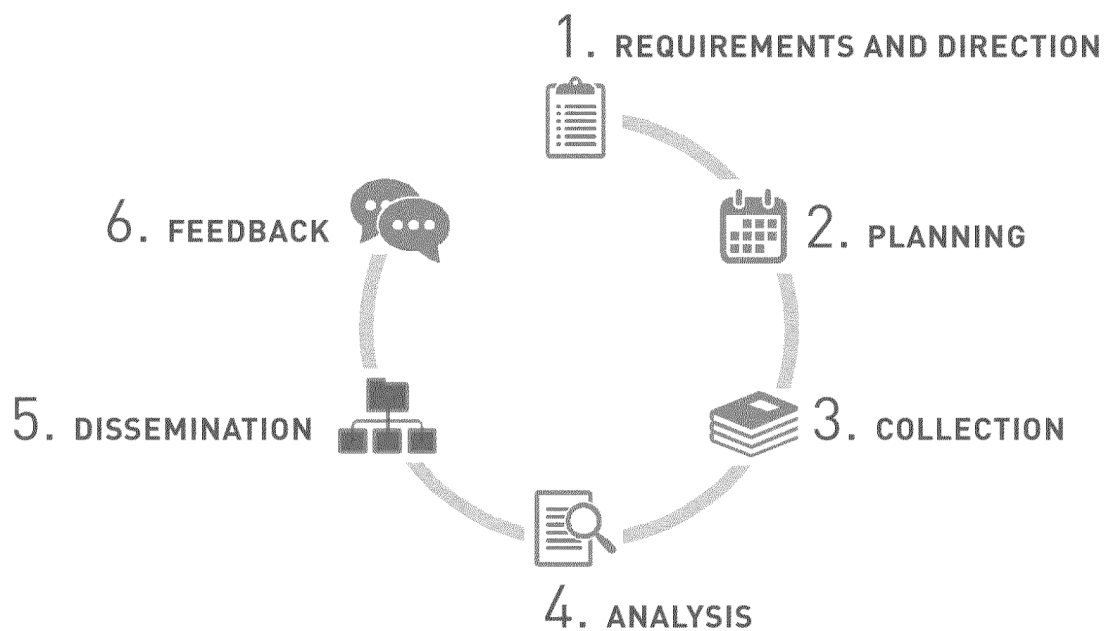 1. REQUIREMENTS AND DIRECTION
2. PLANNING
3. COLLECTION
4. ANALYSIS
5. DISSEMINATION
6. FEEDBACK